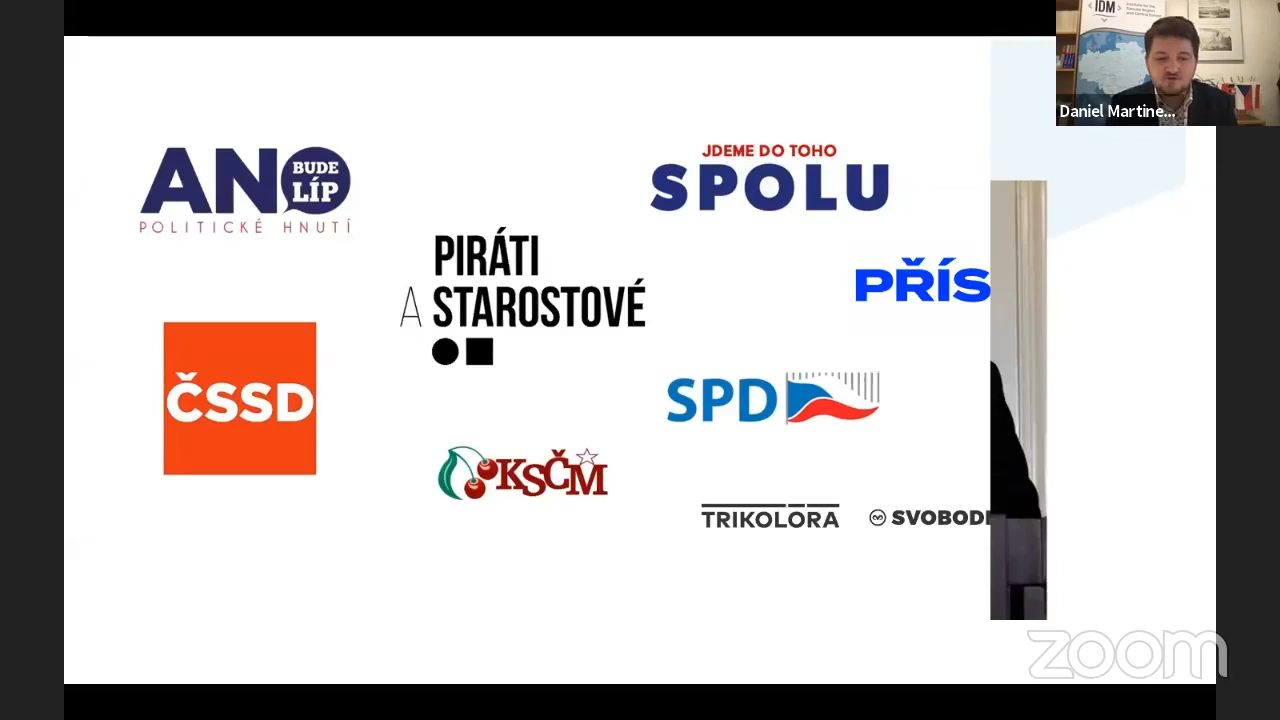 IDM
Daniel Martine...
ANO
BUDE
LÍP
POLITICKÉ HNUTÍ
JDEME DO TOHO
SPOLU
PIRÁTI
A STAROSTOVÉ
PŘÍS
ČSSD
SPD
KSČM
TRIKOLORA
SVOBODI
zoom